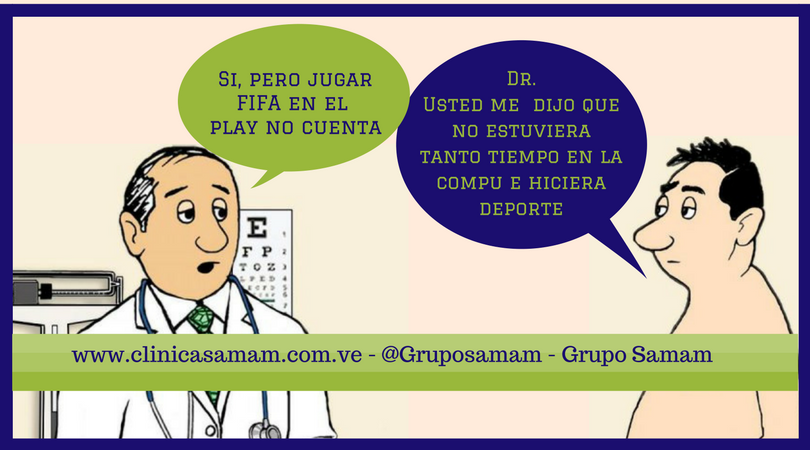 Si, pero jugar
FIFA en el
play no cuenta
Dr.
Usted me dijo que
no estuviera
tanto tiempo en la
compu e hiciera
deporte
E
F P
T O Z
L P E D
www.clinicasamam.com.ve - @Gruposamam - Grupo Samam